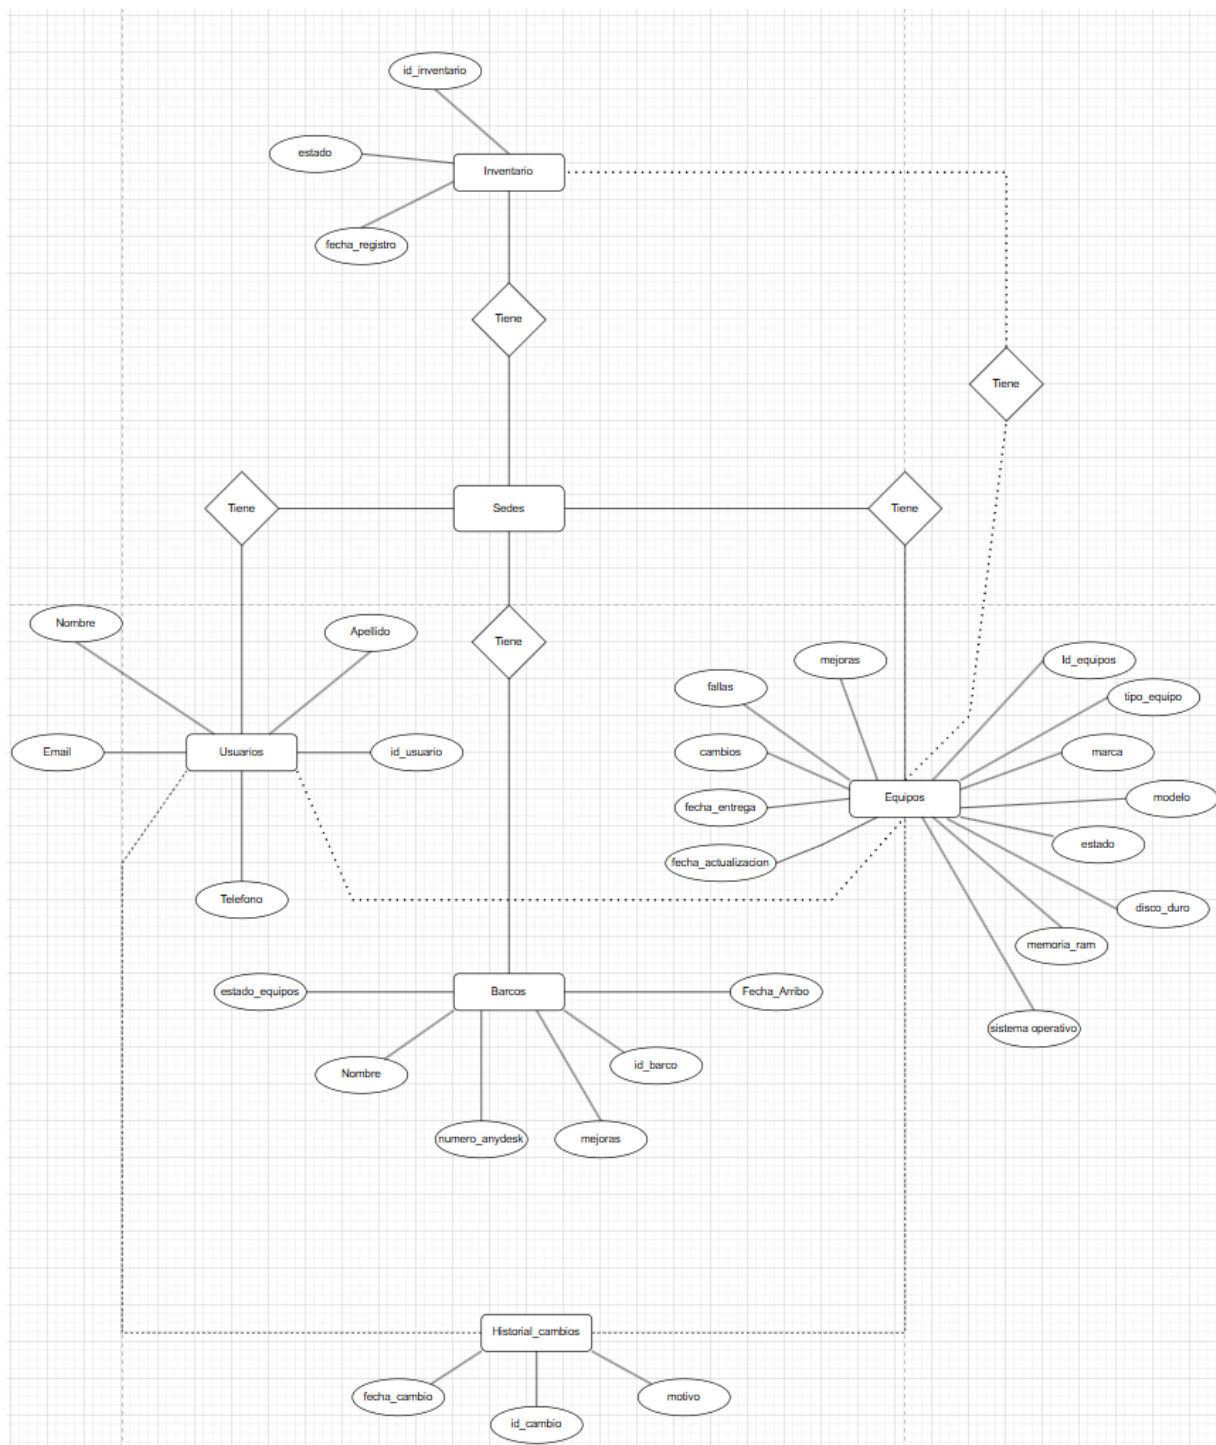 id_inventario
estado
Inventario
fecha_registro
Tiene
Tiene
Tiene
Sedes
Tiene
Nombre
Apellido
Tiene
mejoras
Id_equipos
fallas
tipo_equipo
Email
Usuarios
id_usuario
cambios
marca
fecha_entrega
Equipos
modelo
estado
fecha_actualizacion
Telefono
disco_duro
memoria_ram
estado_equipos
Barcos
Fecha_Arribo
sistema operativo
Nombre
id_barco
numero_anydesk
mejoras
Historial_cambios
fecha_cambio
id_cambio
motivo